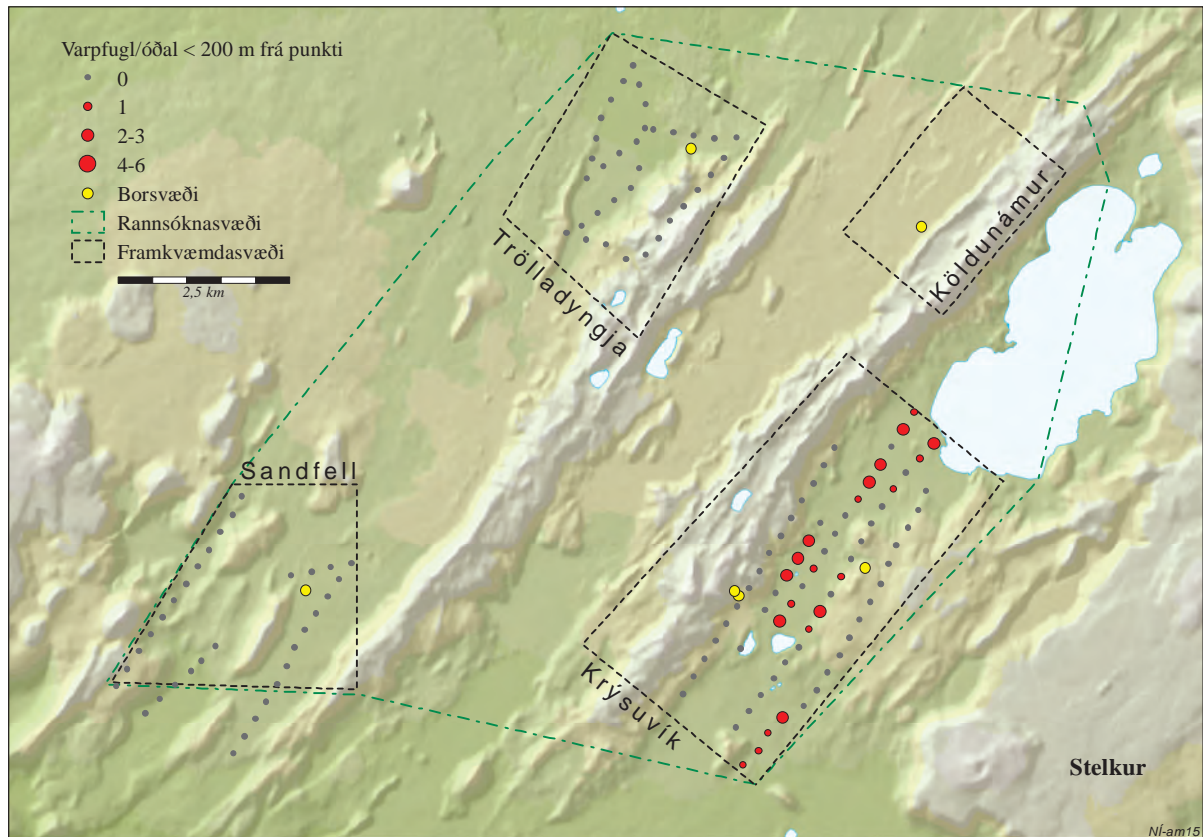 Varpfugl/óðal < 200 m frá punkti
0
1
2-3
4-6
Borsvæði
Rannsóknasvæði
Framkvæmdasvæði
2,5 km
Trölladyngja
Köldunámur
Sandfell
Krýsuvík
Stelkur
NÍ-am15